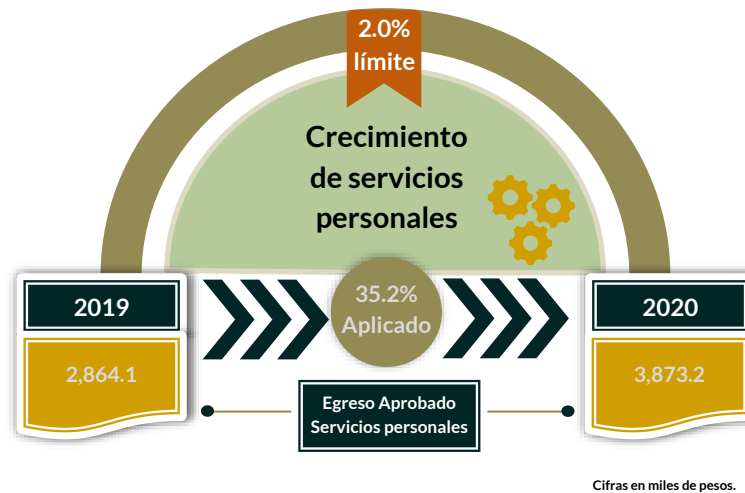 2.0%
límite
Crecimiento
de servicios
personales
2019
35.2%
Aplicado
2020
2,864.1
3,873.2
Egreso Aprobado
Servicios personales
Cifras en miles de pesos.